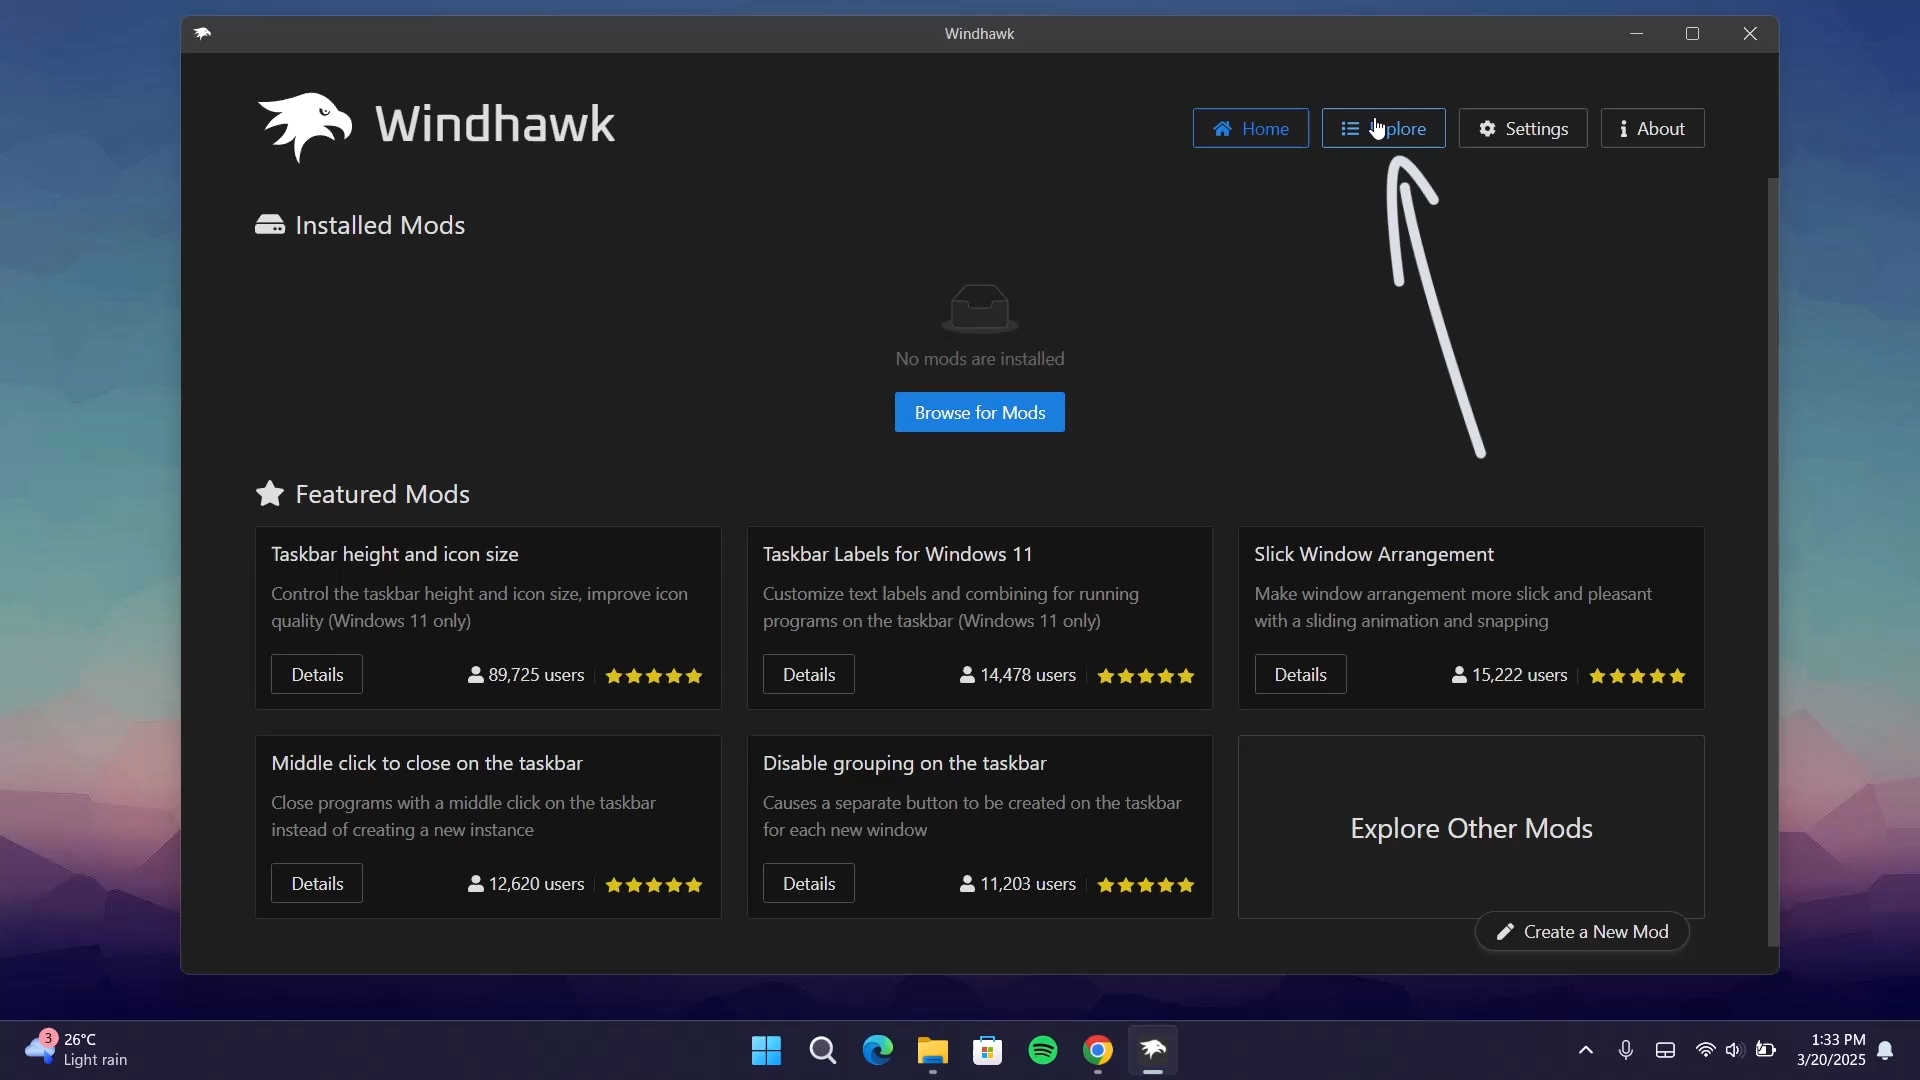 Windhawk
Windhawk
Home
Explore
Settings
About
Installed Mods
No mods are installed
Browse for Mods
Featured Mods
Taskbar height and icon size
Control the taskbar height and icon size, improve icon
quality (Windows 11 only)
Details
89,725 users
Taskbar Labels for Windows 11
Customize text labels and combining for running
programs on the taskbar (Windows 11 only)
Details
14,478 users
Slick Window Arrangement
Make window arrangement more slick and pleasant
with a sliding animation and snapping
Details
15,222 users
Middle click to close on the taskbar
Close programs with a middle click on the taskbar
instead of creating a new instance
Details
12,620 users
Disable grouping on the taskbar
Causes a separate button to be created on the taskbar
for each new window
Details
11,203 users
Explore Other Mods
Create a New Mod
3
26°C
Light rain
1:33 PM
3/20/2025